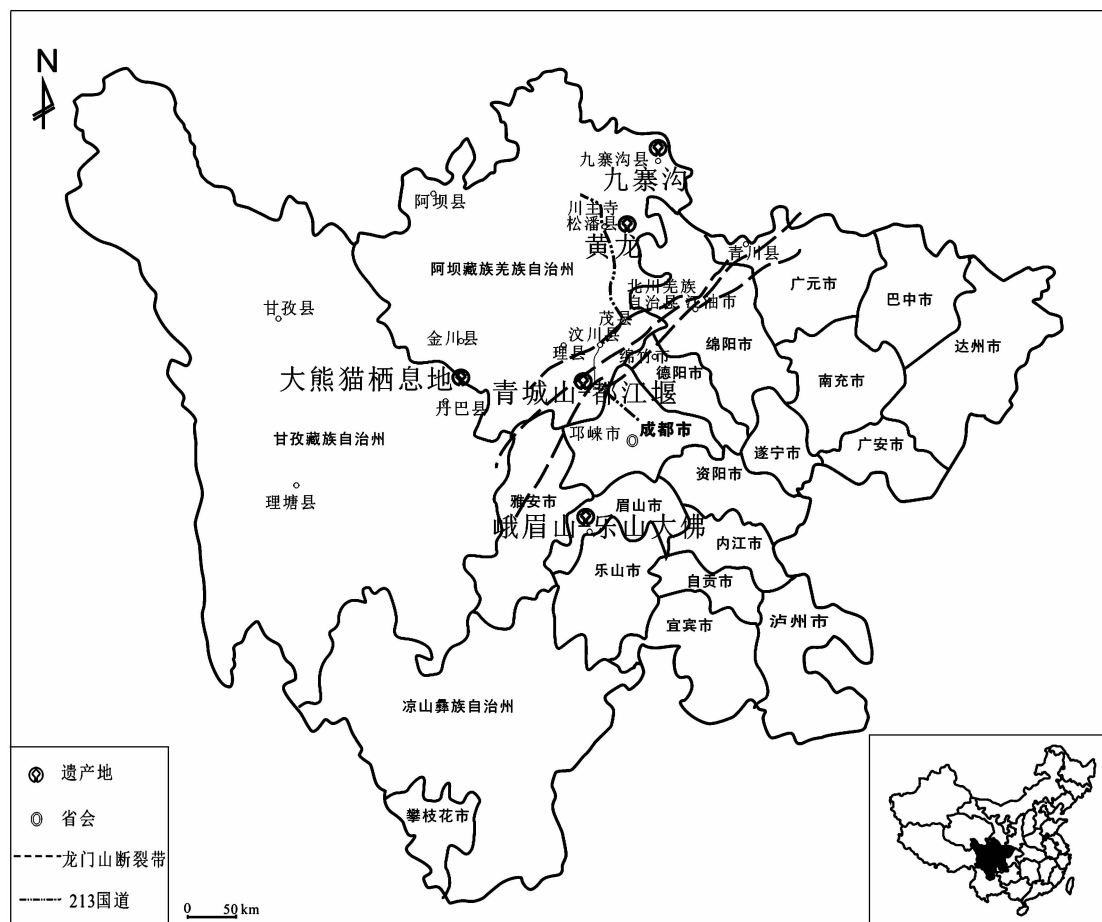 N
九寨沟县
九寨沟
阿坝县
川主寺
松潘县
黄龙
青川县
阿坝藏族羌族自治州
北川羌族
自治县
江油市
广元市
巴中市
甘孜县
茂县
金川县
汶川县
理县
绵竹市
绵阳市
达州市
大熊猫栖息地
青城山-都江堰
德阳市
南充市
丹巴县
甘孜藏族自治州
邛崃市
成都市
遂宁市
广安市
资阳市
理塘县
雅安市
眉山市
峨眉山-乐山大佛
内江市
乐山市
自贡市
宜宾市
泸州市
凉山彝族自治州
攀枝花市
遗产地
省会
龙门山断裂带
213国道
0 50 km